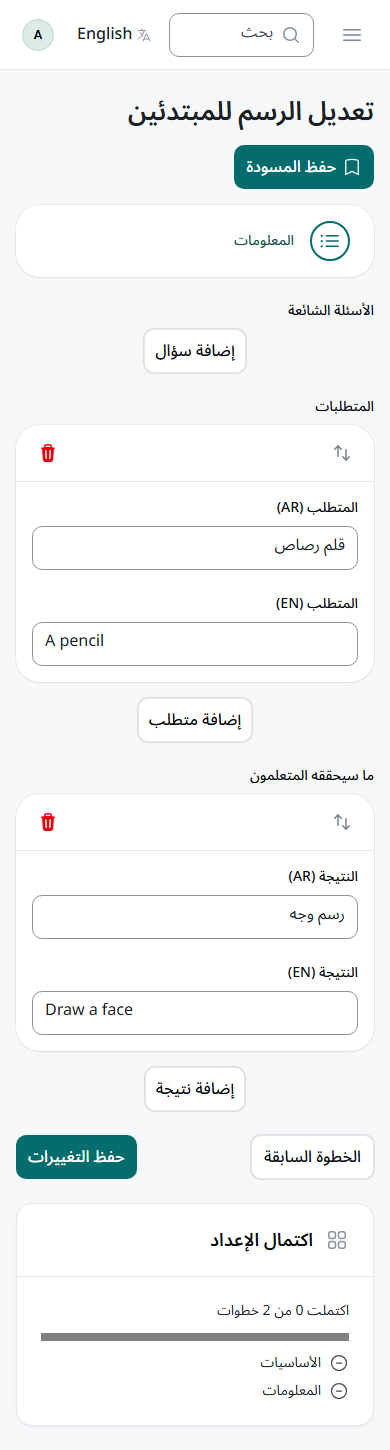 بحث
English
A
تعديل الرسم للمبتدئين
حفظ المسودة
المعلومات
الأسئلة الشائعة
إضافة سؤال
المتطلبات
المتطلب (AR)
قلم رصاص
المتطلب (EN)
A pencil
إضافة متطلب
ما سيحققه المتعلمون
النتيجة (AR)
رسم وجه
النتيجة (EN)
Draw a face
إضافة نتيجة
الخطوة السابقة
حفظ التغييرات
اكتمال الإعداد
اكتملت 0 من 2 خطوات
الأساسيات
المعلومات